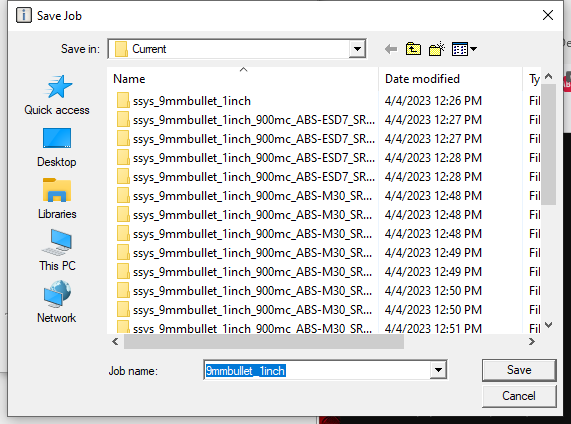 Save Job
Save in: Current
Name Date modified Ty
ssys_9mmbullet_1inch 4/4/2023 12:26 PM Fil
ssys_9mmbullet_1inch_900mc_ABS-ESD7_SR... 4/4/2023 12:27 PM Fil
ssys_9mmbullet_1inch_900mc_ABS-ESD7_SR... 4/4/2023 12:27 PM Fil
ssys_9mmbullet_1inch_900mc_ABS-ESD7_SR... 4/4/2023 12:28 PM Fil
ssys_9mmbullet_1inch_900mc_ABS-ESD7_SR... 4/4/2023 12:28 PM Fil
ssys_9mmbullet_1inch_900mc_ABS-M30_SR... 4/4/2023 12:48 PM Fil
ssys_9mmbullet_1inch_900mc_ABS-M30_SR... 4/4/2023 12:48 PM Fil
ssys_9mmbullet_1inch_900mc_ABS-M30_SR... 4/4/2023 12:48 PM Fil
ssys_9mmbullet_1inch_900mc_ABS-M30_SR... 4/4/2023 12:49 PM Fil
ssys_9mmbullet_1inch_900mc_ABS-M30_SR... 4/4/2023 12:49 PM Fil
ssys_9mmbullet_1inch_900mc_ABS-M30_SR... 4/4/2023 12:50 PM Fil
ssys_9mmbullet_1inch_900mc_ABS-M30_SR... 4/4/2023 12:50 PM Fil
ssys_9mmbullet_1inch_900mc_ABS-M30_SR... 4/4/2023 12:51 PM Fil
Quick access
Desktop
Libraries
This PC
Network
Job name: 9mmbullet_1inch
Save
Cancel
De